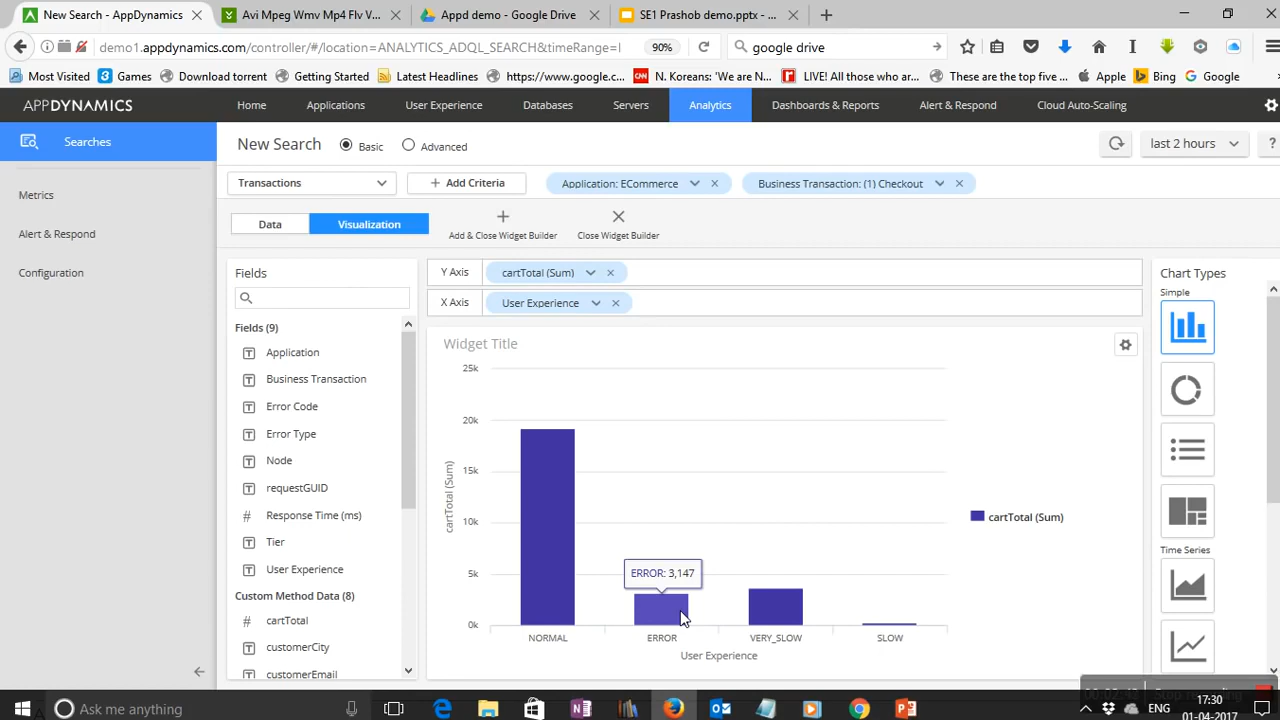 New Search - AppDynamics
Avi Mpeg Wmv Mp4 Flv V...
Appd demo - Google Drive
SE1 Prashob demo.pptx - ...
demo1.appdynamics.com/controller/#/location=ANALYTICS_ADQL_SEARCH&timeRange=l
90%
google drive
Most Visited
Games
Download torrent
Getting Started
Latest Headlines
https://www.google.c...
N. Koreans: 'We are N...
LIVE! All those who ar...
These are the top five ...
Apple
Bing
Google
APPDYNAMICS
Home
Applications
User Experience
Databases
Servers
Analytics
Dashboards & Reports
Alert & Respond
Cloud Auto-Scaling
Searches
Metrics
Alert & Respond
Configuration
New Search
Basic
Advanced
last 2 hours
?
Transactions
+ Add Criteria
Application: ECommerce
Business Transaction: (1) Checkout
Data
Visualization
Add & Close Widget Builder
Close Widget Builder
Fields
Fields (9)
Application
Business Transaction
Error Code
Error Type
Node
requestGUID
# Response Time (ms)
Tier
User Experience
Custom Method Data (8)
# cartTotal
customerCity
customerEmail
Y Axis
cartTotal (Sum)
X Axis
User Experience
Widget Title
25k
20k
15k
10k
5k
0k
cartTotal (Sum)
ERROR: 3,147
NORMAL
ERROR
VERY_SLOW
SLOW
User Experience
cartTotal (Sum)
Chart Types
Simple
Time Series
Ask me anything
ENG
17:30
01-04-2017